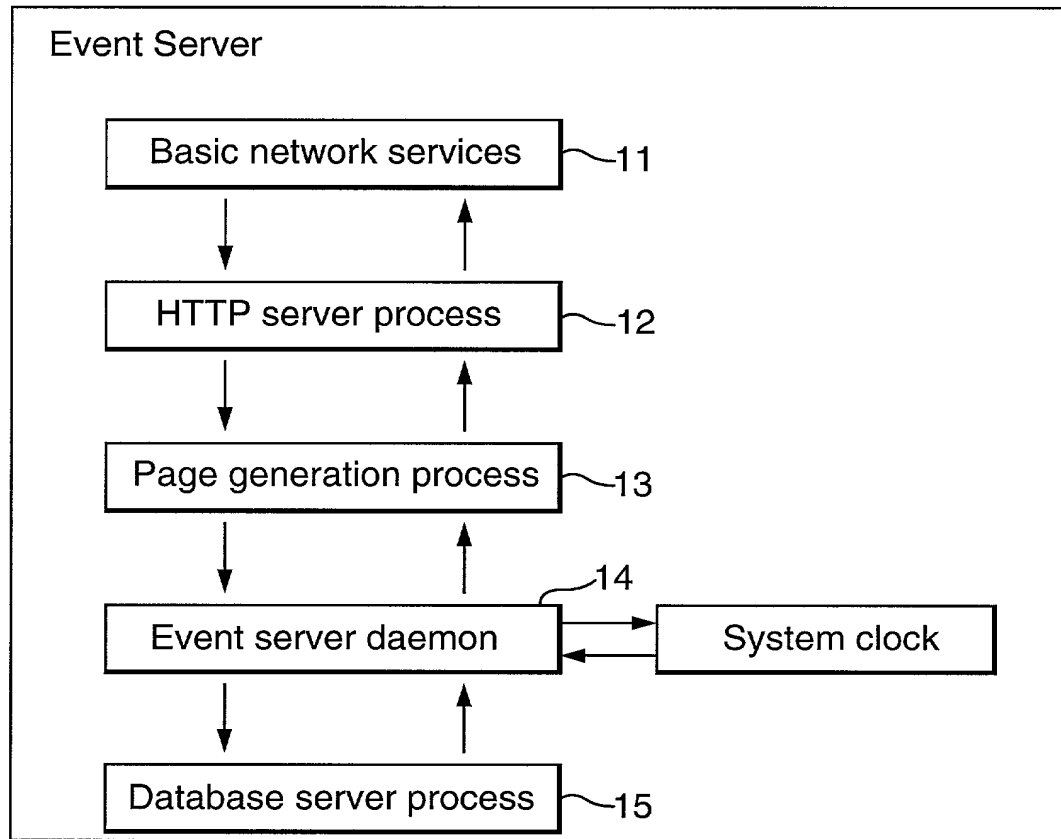 Event Server
Basic network services
11
HTTP server process
12
Page generation process
13
14
Event server daemon
System clock
Database server process
15